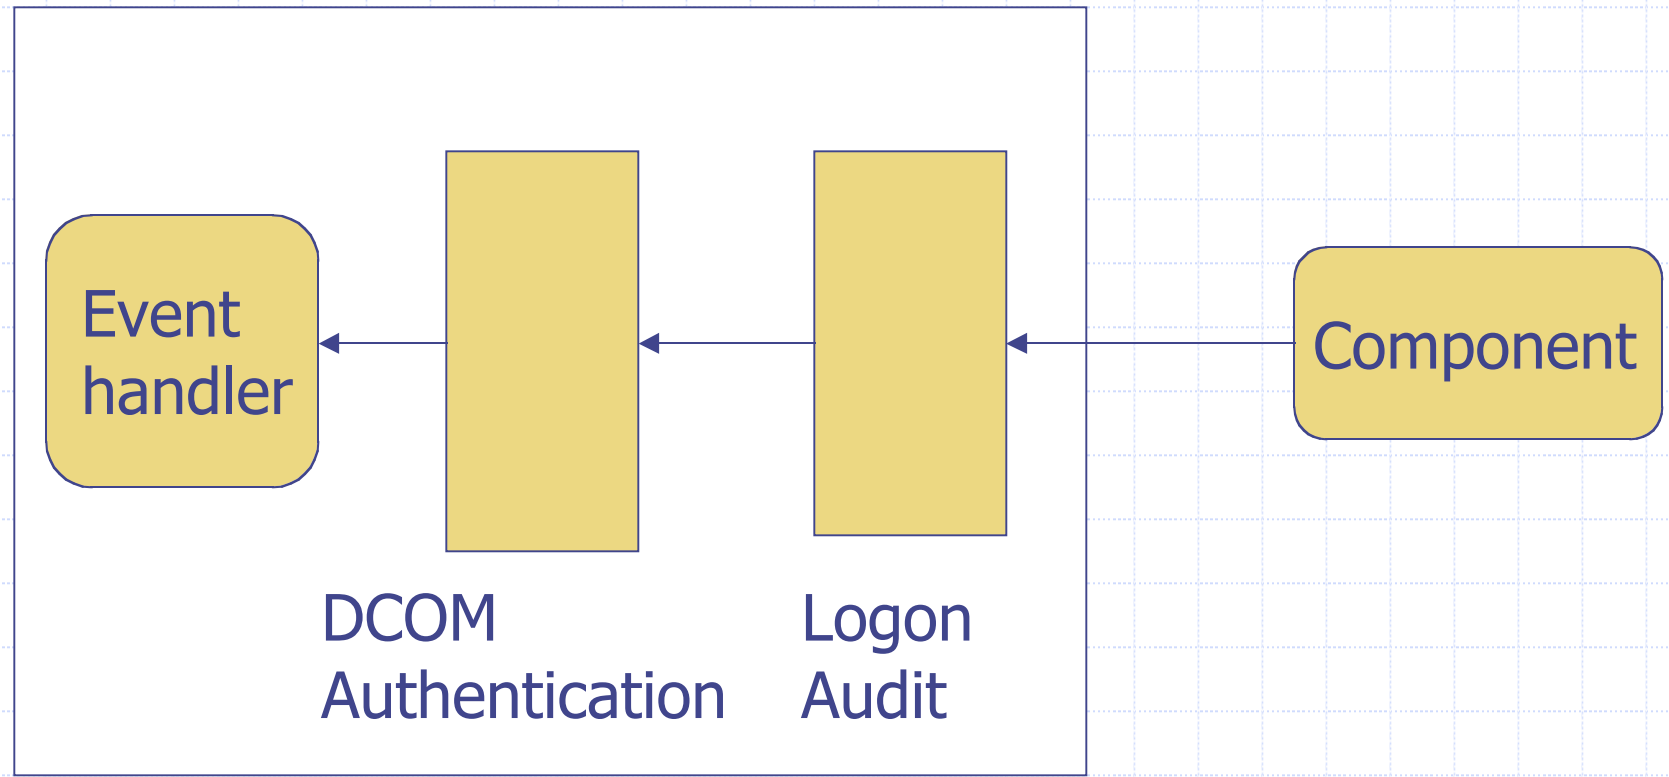 Event
handler
Component
DCOM
Authentication
Logon
Audit